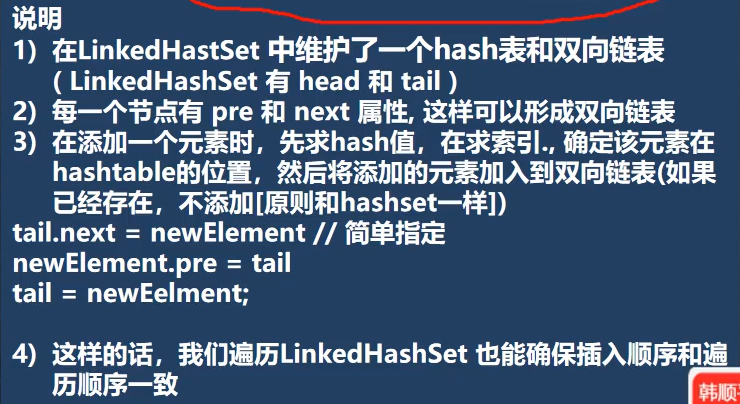 说明
1) 在LinkedHastSet 中维护了一个hash表和双向链表
( LinkedHashSet 有 head 和 tail )
2) 每一个节点有 pre 和 next 属性, 这样可以形成双向链表
3) 在添加一个元素时，先求hash值，在求索引., 确定该元素在
hashtable的位置，然后将添加的元素加入到双向链表(如果
已经存在，不添加[原则和hashset一样])
tail.next = newElement // 简单指定
newElement.pre = tail
tail = newEelment;
4) 这样的话，我们遍历LinkedHashSet 也能确保插入顺序和遍
历顺序一致
韩顺